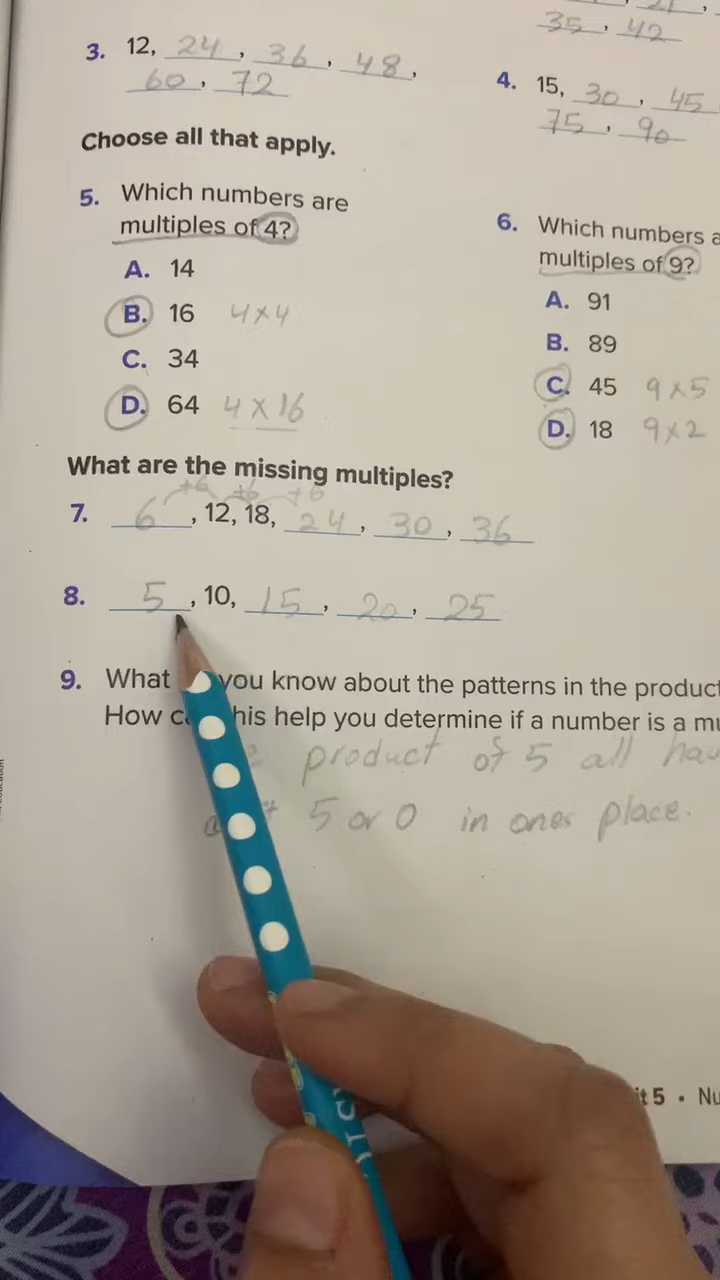 35, 42
3. 12, 24, 36, 48,
60, 72
4. 15, 30, 45
75, 90
Choose all that apply.
5. Which numbers are
multiples of 4?
A. 14
B. 16 4×4
C. 34
D. 64 4×16
6. Which numbers
multiples of 9?
A. 91
B. 89
C. 45 9×5
D. 18 9×2
What are the missing multiples?
+6 +6 +6
7. 6, 12, 18, 24, 30, 36
8. 5, 10, 15, 20, 25
9. What you know about the patterns in the product
How his help you determine if a number is a
product of 5 all
5 or 0 in ones place.
5 • Nu